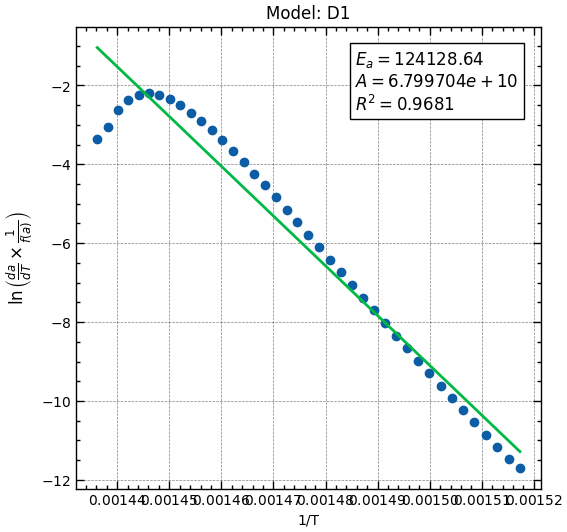 Model: D1
E_a = 124128.64
A = 6.799704e + 10
R^2 = 0.9681
ln(da/dT × 1/f(a))
−2
−4
−6
−8
−10
−12
0.00144 0.00145 0.00146 0.00147 0.00148 0.00149 0.00150 0.00151 0.00152
1/T